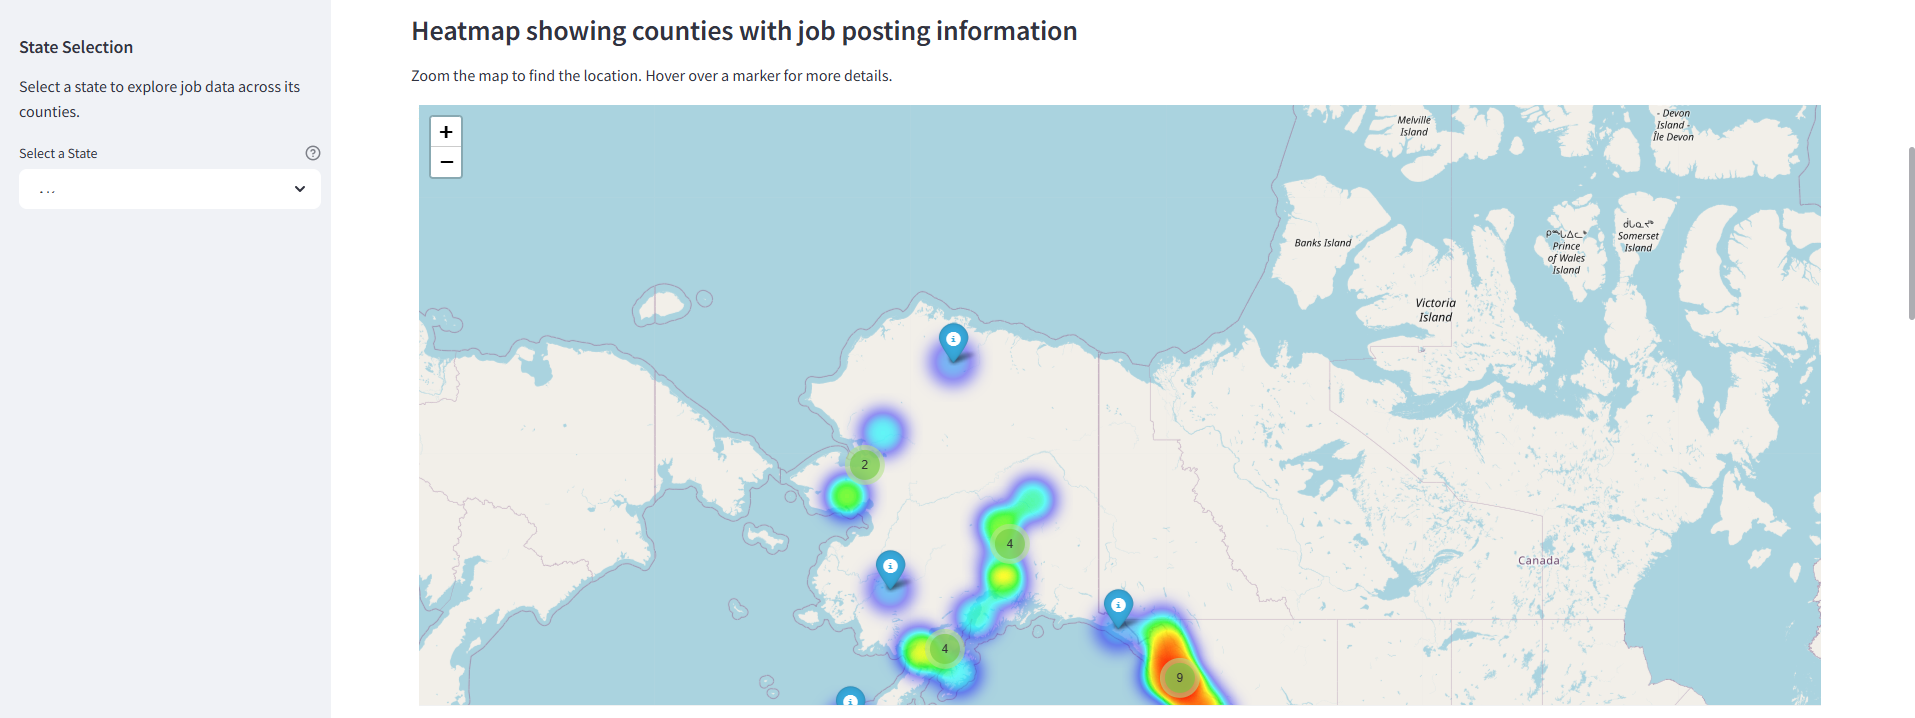 State Selection
Select a state to explore job data across its
counties.
Select a State
Heatmap showing counties with job posting information
Zoom the map to find the location. Hover over a marker for more details.
+
−
Melville
Island
- Devon
Island -
Île Devon
Banks Island
Prince
of Wales
Island
Somerset
Island
Victoria
Island
i
2
4
i
Canada
i
4
9
i